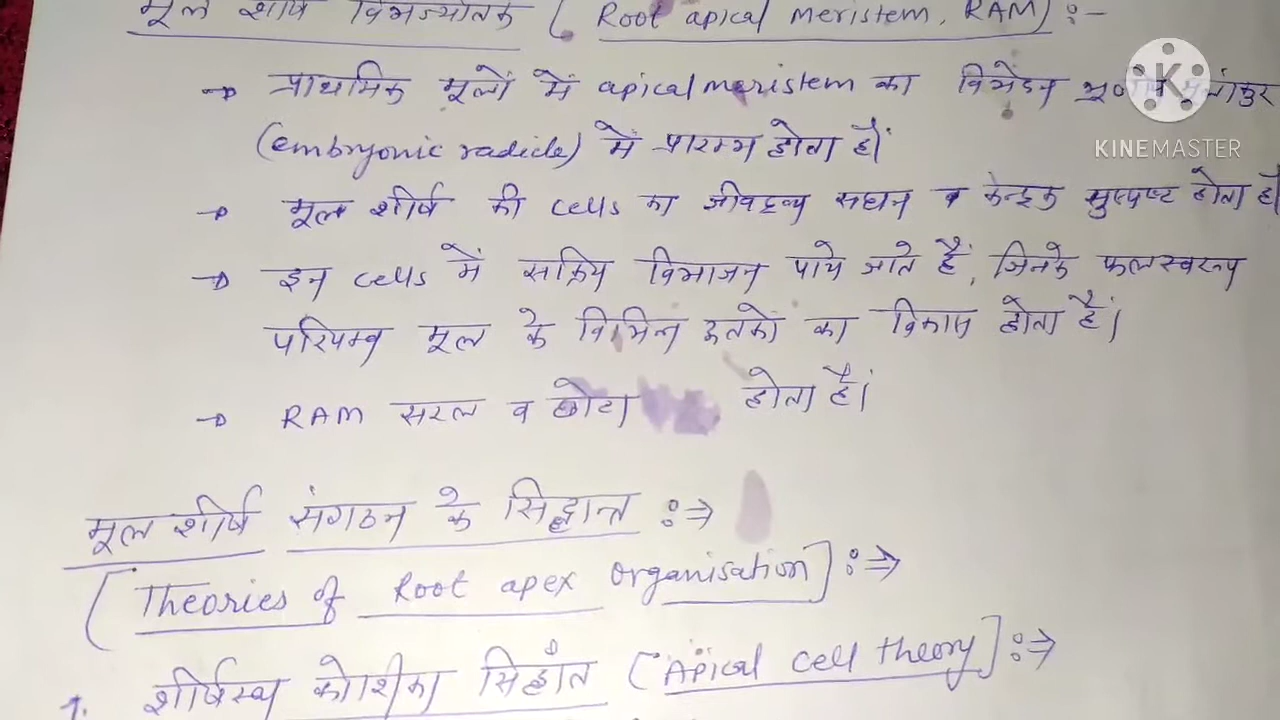 मूल शीर्ष विभज्योतक ( Root apical meristem, RAM) :-
→ प्राथमिक मूलों में apical meristem का विभेदन
K
(embryonic radicle) में प्रारम्भ होता है।
KINEMASTER
→ मूल शीर्ष की cells का जीवद्रव्य सघन व केन्द्रक सुस्पष्ट होता है
→ इन cells में सक्रिय विभाजन पाये जाते हैं, जिनके फलस्वरूप
परिपक्व मूल के विभिन्न ऊतकों का विकास होता है।
→ RAM सरल व छोटा होता है।
मूल शीर्ष संगठन के सिद्धान्त :⇒
[Theories of Root apex organisation] :⇒
1. शीर्षस्थ कोशिका सिद्धांत [Apical cell theory] :⇒